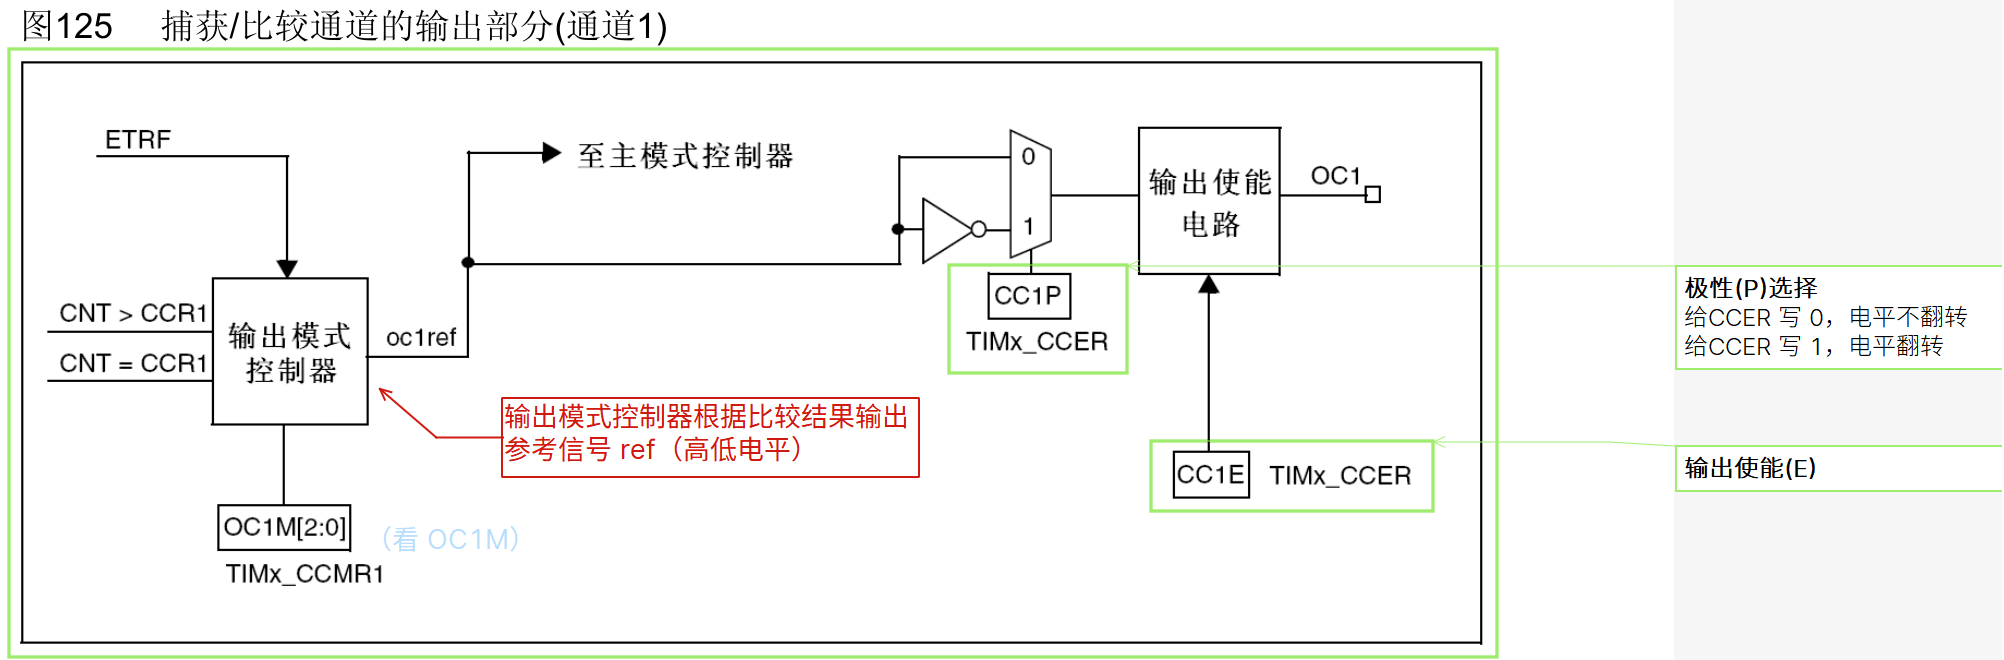 图125 捕获/比较通道的输出部分(通道1)
ETRF
至主模式控制器
0
1
输出使能
电路
OC1
CNT > CCR1
CNT = CCR1
输出模式
控制器
oc1ref
CC1P
TIMx_CCER
极性(P)选择
给CCER 写 0，电平不翻转
给CCER 写 1，电平翻转
输出模式控制器根据比较结果输出
参考信号 ref（高低电平）
CC1E TIMx_CCER
输出使能(E)
OC1M[2:0]
（看 OC1M）
TIMx_CCMR1